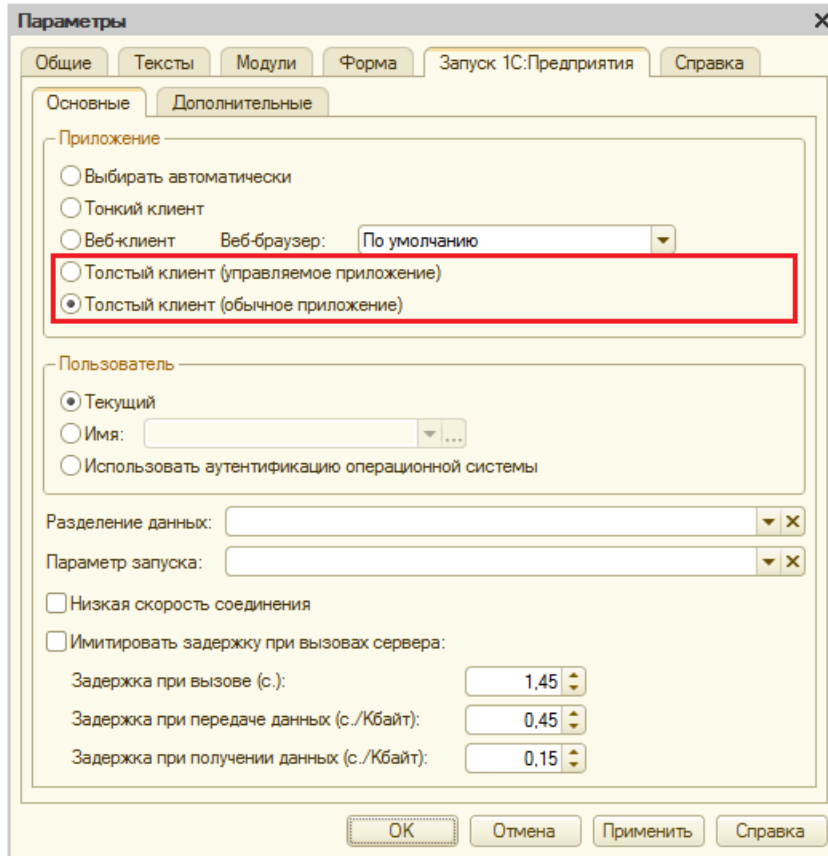 Параметры
Общие Тексты Модули Форма Запуск 1С:Предприятия Справка
Основные Дополнительные
Приложение
Выбирать автоматически
Тонкий клиент
Веб-клиент Веб-браузер: По умолчанию
Толстый клиент (управляемое приложение)
Толстый клиент (обычное приложение)
Пользователь
Текущий
Имя:
Использовать аутентификацию операционной системы
Разделение данных:
Параметр запуска:
Низкая скорость соединения
Имитировать задержку при вызовах сервера:
Задержка при вызове (с.): 1,45
Задержка при передаче данных (с./Кбайт): 0,45
Задержка при получении данных (с./Кбайт): 0,15
OK Отмена Применить Справка